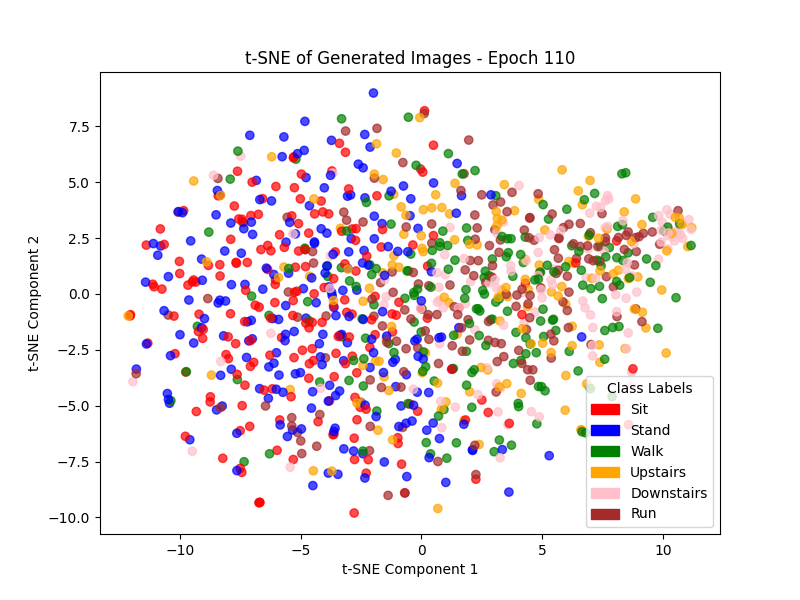 t-SNE of Generated Images - Epoch 110
t-SNE Component 2
7.5
5.0
2.5
0.0
−2.5
−5.0
−7.5
−10.0
Class Labels
Sit
Stand
Walk
Upstairs
Downstairs
Run
−10
−5
0
5
10
t-SNE Component 1